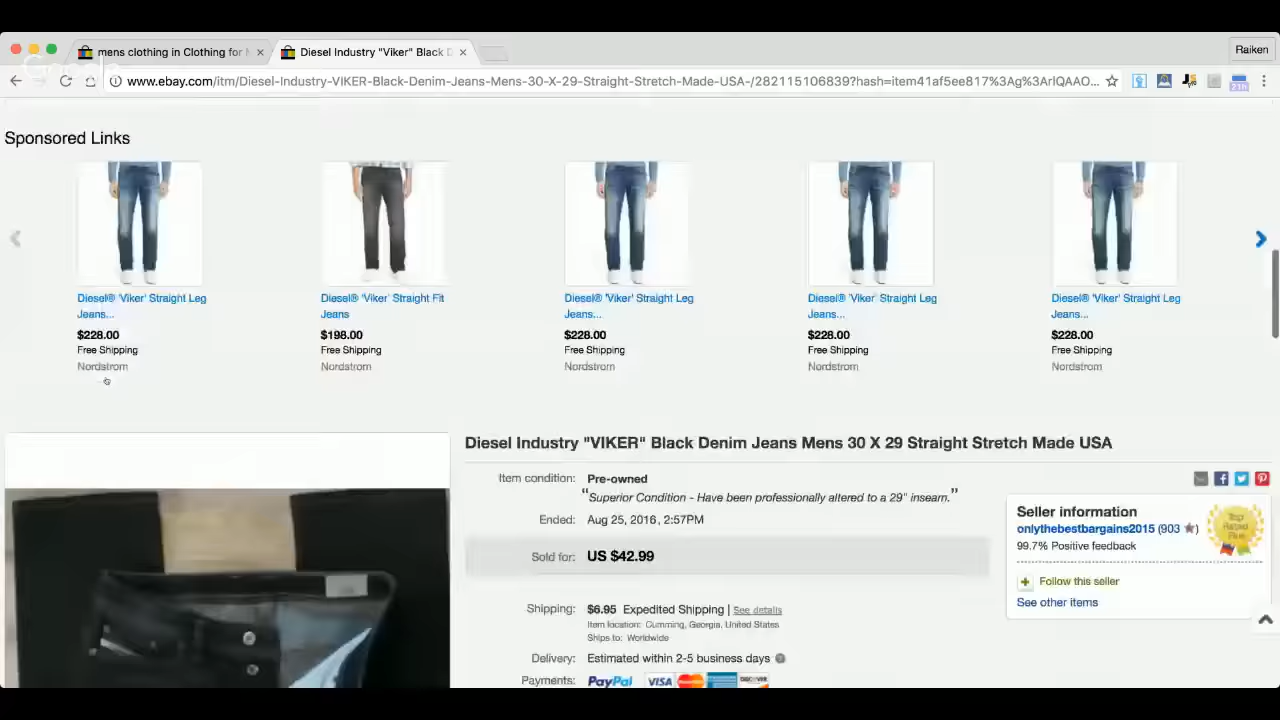 mens clothing in Clothing for M
Diesel Industry "Viker" Black D
Raiken
www.ebay.com/itm/Diesel-Industry-VIKER-Black-Denim-Jeans-Mens-30-X-29-Straight-Stretch-Made-USA-/282115106839?hash=item41af5ee817%3Ag%3ArIQAAO...
21h
Sponsored Links
Diesel® 'Viker' Straight Leg Jeans...
$228.00
Free Shipping
Nordstrom
Diesel® 'Viker' Straight Fit Jeans
$198.00
Free Shipping
Nordstrom
Diesel® 'Viker' Straight Leg Jeans...
$228.00
Free Shipping
Nordstrom
Diesel® 'Viker' Straight Leg Jeans...
$228.00
Free Shipping
Nordstrom
Diesel® 'Viker' Straight Leg Jeans...
$228.00
Free Shipping
Nordstrom
Diesel Industry "VIKER" Black Denim Jeans Mens 30 X 29 Straight Stretch Made USA
Item condition: Pre-owned
"Superior Condition - Have been professionally altered to a 29" inseam."
Ended: Aug 25, 2016, 2:57PM
Sold for: US $42.99
Shipping: $6.95 Expedited Shipping | See details
Item location: Cumming, Georgia, United States
Ships to: Worldwide
Delivery: Estimated within 2-5 business days
Payments: PayPal VISA MasterCard DISCOVER
Seller information
onlythebestbargains2015 (903 ★)
99.7% Positive feedback
Top Rated Plus
+ Follow this seller
See other items